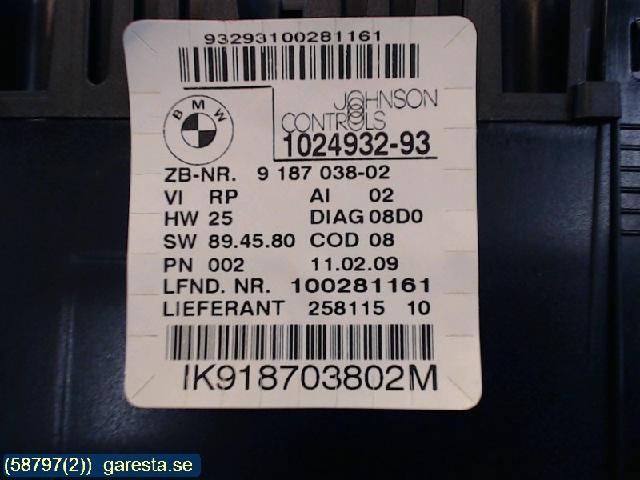 93293100281161
BMW
JOHNSON
CONTROLS
1024932-93
ZB-NR. 9 187 038-02
VI RP AI 02
HW 25 DIAG 08D0
SW 89.45.80 COD 08
PN 002 11.02.09
LFND. NR. 100281161
LIEFERANT 258115 10
IK918703802M
(58797(2)) garesta.se